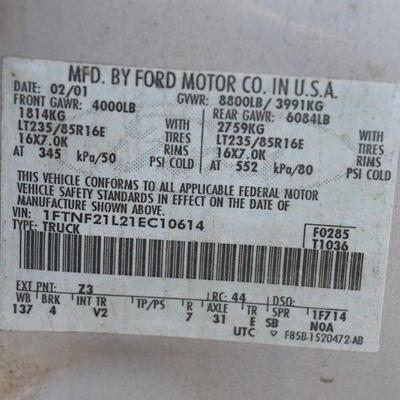 MFD. BY FORD MOTOR CO. IN U.S.A.
DATE: 02/01 GVWR: 8800LB/ 3991KG
FRONT GAWR: 4000LB REAR GAWR: 6084LB
1814KG WITH 2759KG WITH
LT235/85R16E TIRES LT235/85R16E TIRES
16X7.0K RIMS 16X7.0K RIMS
AT 345 kPa/50 PSI COLD AT 552 kPa/80 PSI COLD
THIS VEHICLE CONFORMS TO ALL APPLICABLE FEDERAL MOTOR
VEHICLE SAFETY STANDARDS IN EFFECT ON THE DATE OF
MANUFACTURE SHOWN ABOVE.
VIN: 1FTNF21L21EC10614 F0285
TYPE: TRUCK T1036
EXT PNT: Z3 RC: 44 DSO:
WB BRK INT TR TP/PS R AXLE TR SPR 1F714
137 4 V2 7 31 E SB N0A
UTC F85B-1520472-AB